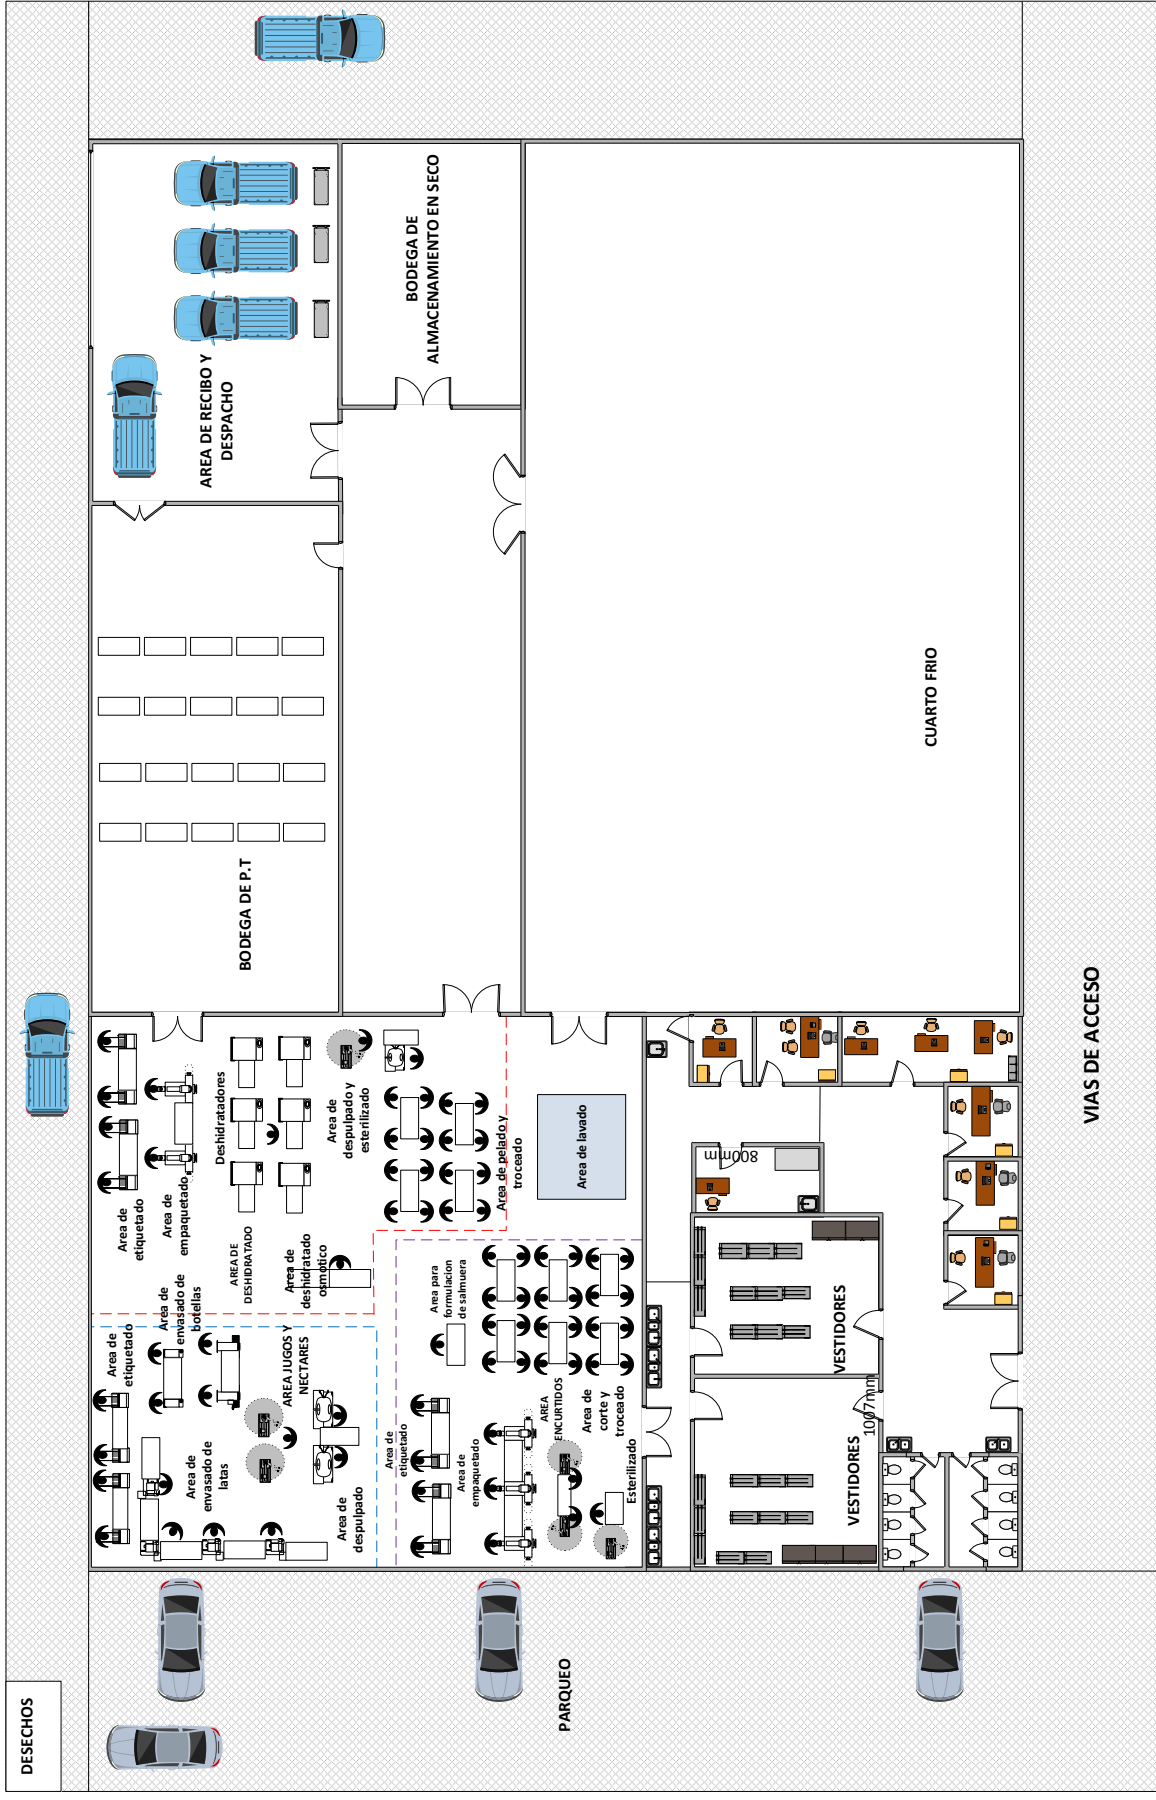 DESECHOS
PARQUEO
VIAS DE ACCESO
AREA DE RECIBO Y
DESPACHO
BODEGA DE
ALMACENAMIENTO EN SECO
BODEGA DE P.T
CUARTO FRIO
Area de
etiquetado
Area de
empaquetado
Deshidratadores
Area de
despulpado y
esterilizado
AREA DE
DESHIDRATADO
Area de
deshidratado
osmotico
Area de pelado y
troceado
Area de lavado
Area de
etiquetado
Area de
envasado de
botellas
AREA JUGOS Y
NECTARES
Area de
envasado de
latas
Area de
despulpado
Area para
formulacion
de samuera
Area de
etiquetado
Area de
empaquetado
AREA
ENCURTIDOS
Area de
corte y
troceado
Esterilizado
VESTIDORES
VESTIDORES
800mm
1007mm